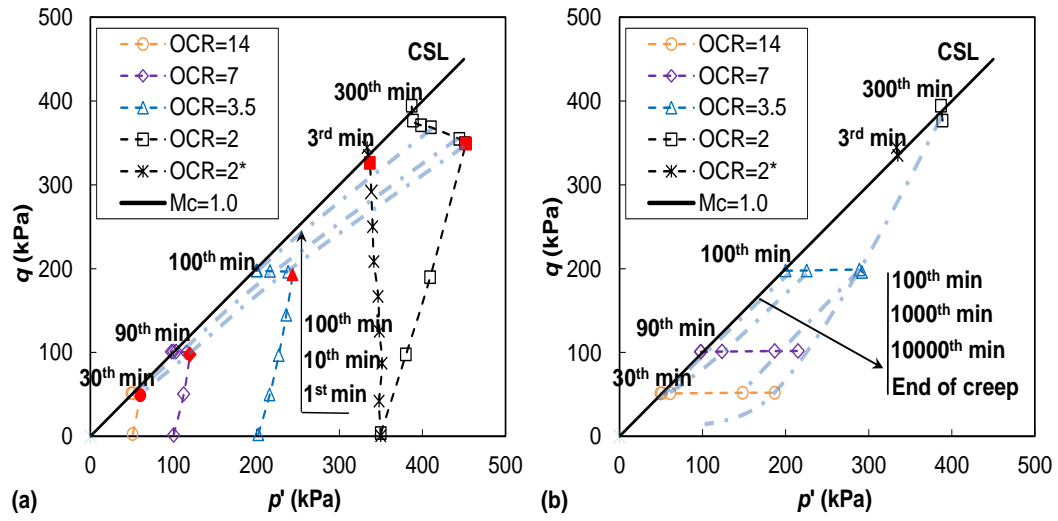 500
400
300
200
100
0
q (kPa)
OCR=14
OCR=7
OCR=3.5
OCR=2
OCR=2*
Mc=1.0
CSL
300th min
3rd min
100th min
90th min
30th min
100th min
10th min
1st min
0 100 200 300 400 500
(a)
p' (kPa)
500
400
300
200
100
0
q (kPa)
OCR=14
OCR=7
OCR=3.5
OCR=2
OCR=2*
Mc=1.0
CSL
300th min
3rd min
100th min
90th min
30th min
100th min
1000th min
10000th min
End of creep
0 100 200 300 400 500
(b)
p' (kPa)